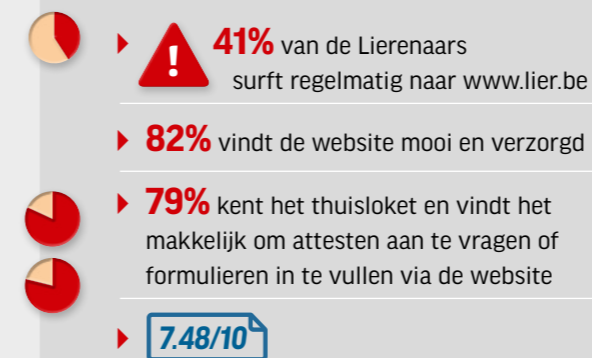 41% van de Lierenaars
surft regelmatig naar www.lier.be
82% vindt de website mooi en verzorgd
79% kent het thuisloket en vindt het
makkelijk om attesten aan te vragen of
formulieren in te vullen via de website
7.48/10